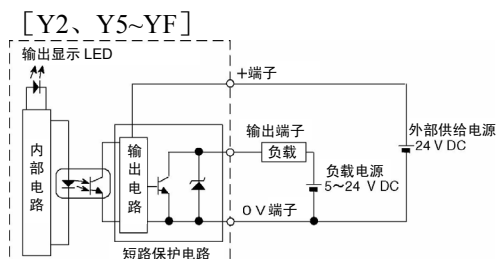 ［Y2、Y5~YF］
输出显示 LED
+端子
内部电路
输出电路
输出端子
负载
外部供给电源
24 V DC
负载电源
5～24 V DC
0 V 端子
短路保护电路